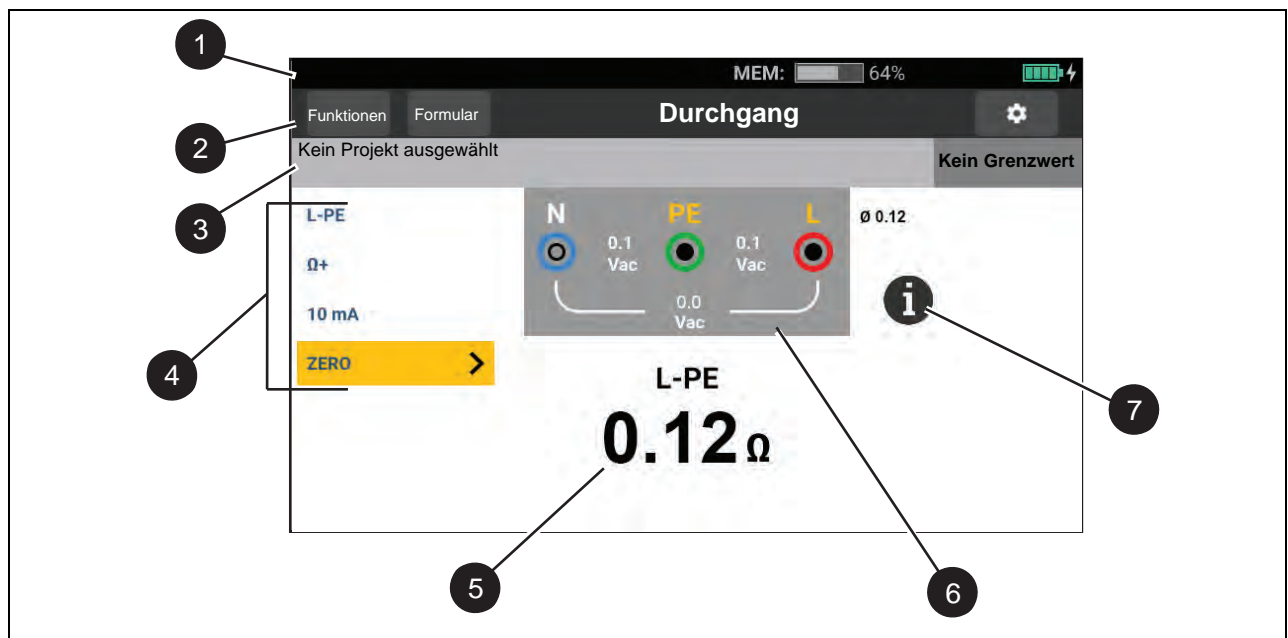 1
MEM: 64%
2
Funktionen Formular Durchgang
3
Kein Projekt ausgewählt Kein Grenzwert
4
L-PE
Ω+
10 mA
ZERO
N PE L
0.1 Vac
0.1 Vac
0.0 Vac
Ø 0.12
i
7
L-PE
0.12 Ω
5
6